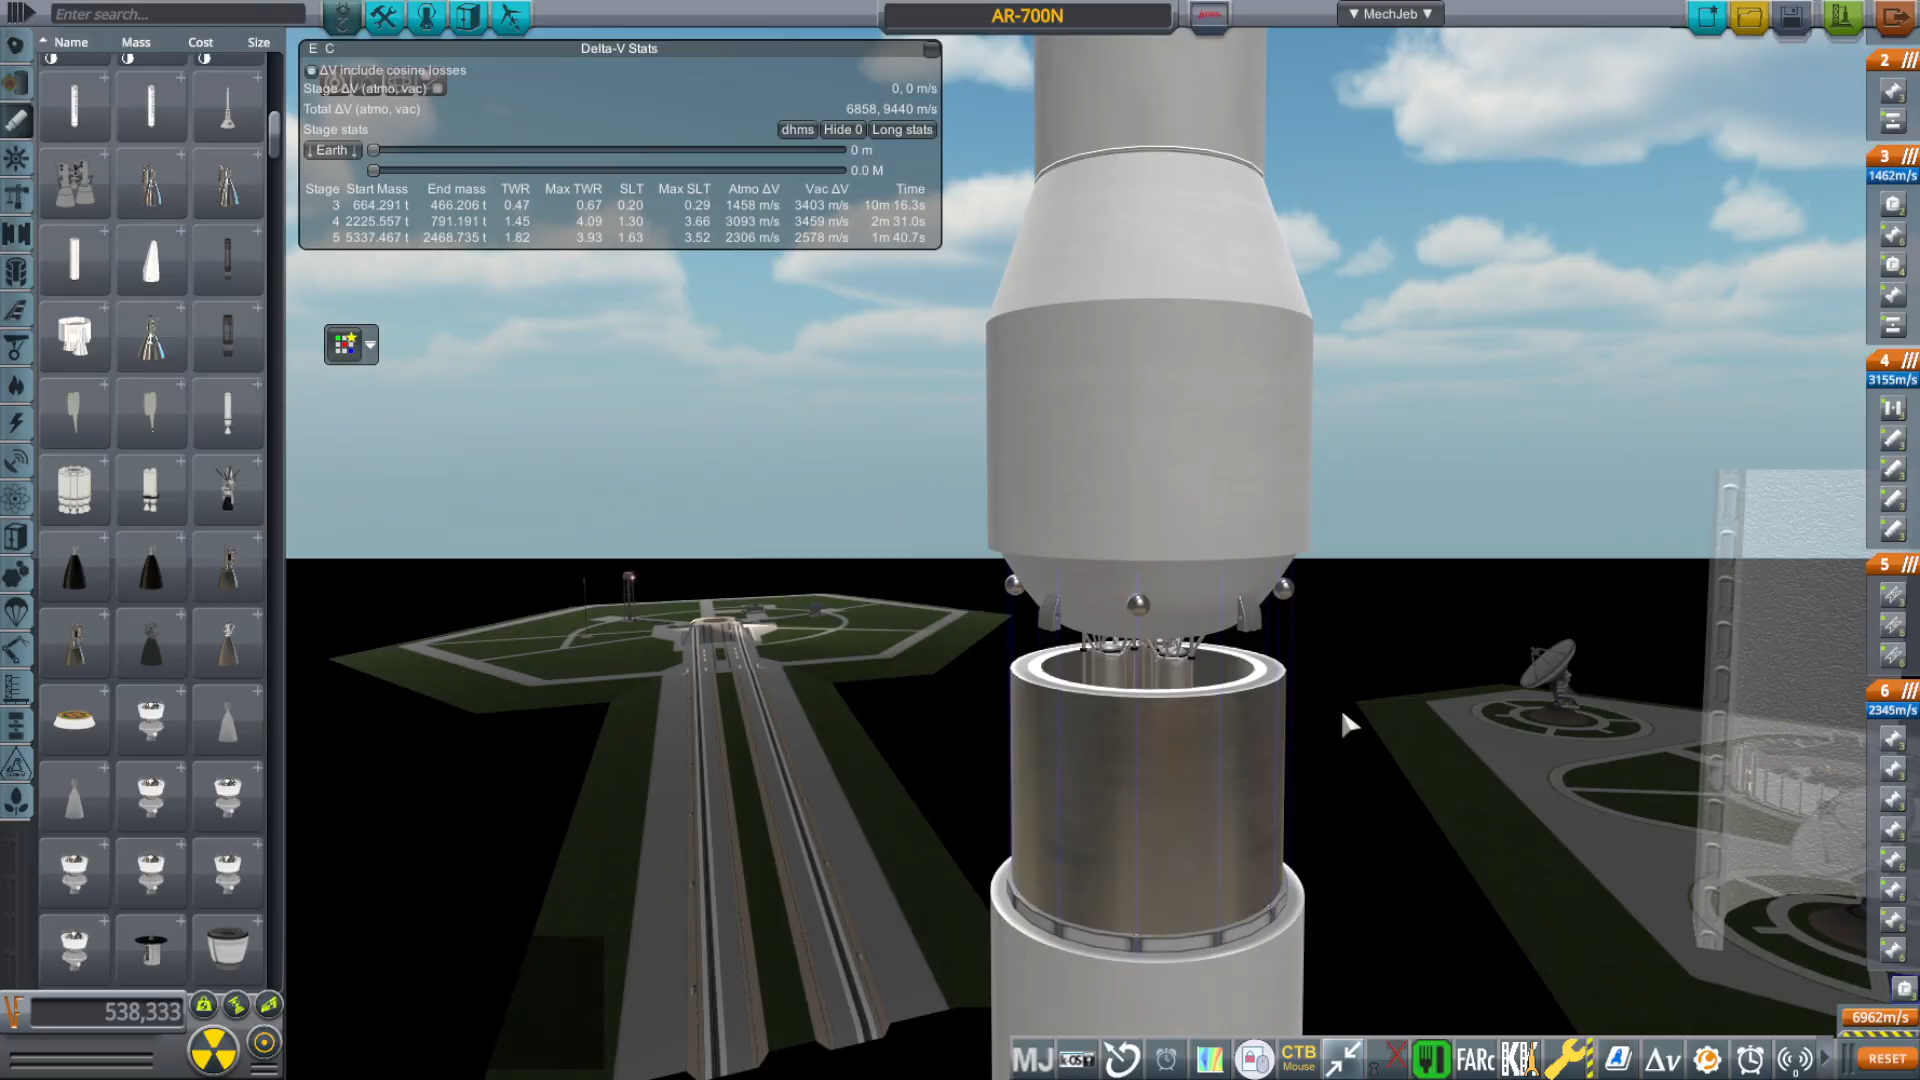 Enter search...
AR-700N
▼ MechJeb ▼
Name Mass Cost Size
E C Delta-V Stats
ΔV include cosine losses
Stage ΔV (atmo, vac) 0, 0 m/s
Total ΔV (atmo, vac) 6858, 9440 m/s
Stage stats dhms Hide 0 Long stats
Earth 0 m
0.0 M
Stage Start Mass End mass TWR Max TWR SLT Max SLT Atmo ΔV Vac ΔV Time
3 664.291 t 466.206 t 0.47 0.67 0.20 0.29 1458 m/s 3403 m/s 10m 16.3s
4 2225.557 t 791.191 t 1.45 4.09 1.30 3.66 3093 m/s 3459 m/s 2m 31.0s
5 5337.467 t 2468.735 t 1.82 3.93 1.63 3.52 2306 m/s 2578 m/s 1m 40.7s
2
3
1462m/s
4
3155m/s
5
6
2345m/s
6962m/s
538,333
MJ k-OS CTB Mouse FARc KK Δv RESET